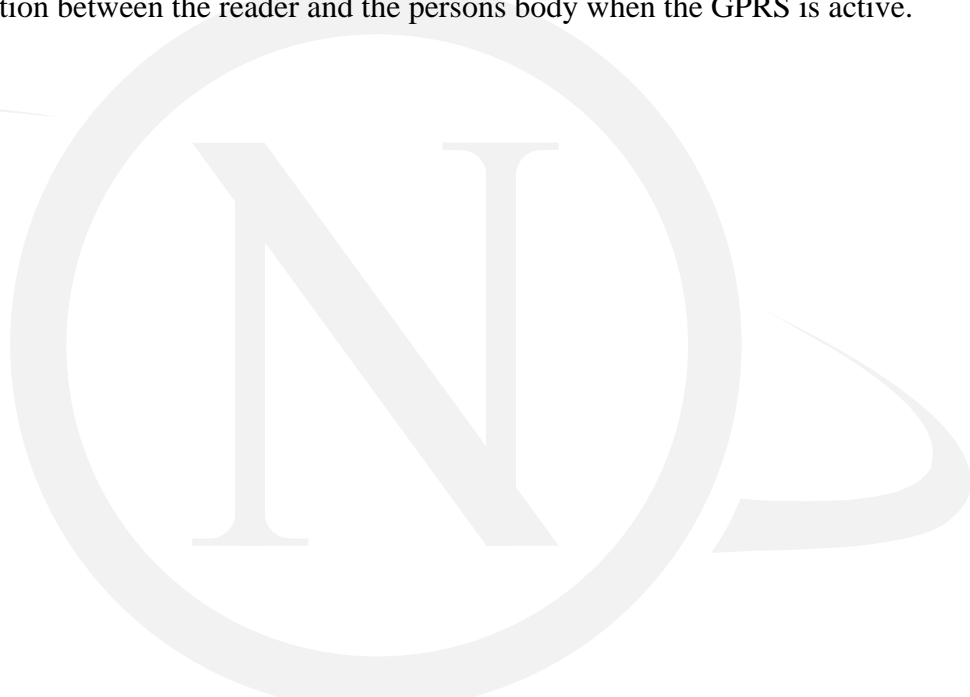 tion between the reader and the persons body when the GPRS is active.
N